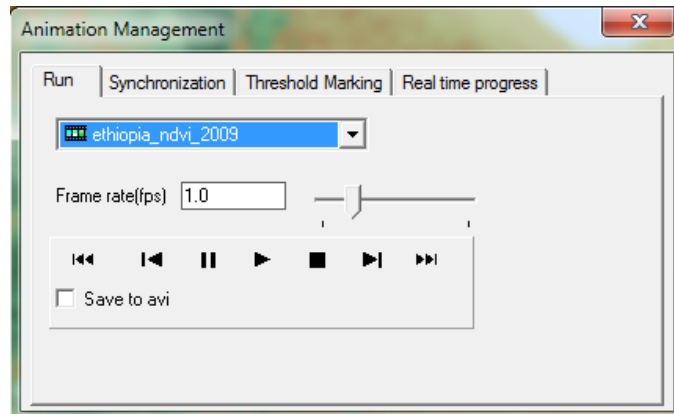 Animation Management
Run Synchronization Threshold Marking Real time progress
ethiopia_ndvi_2009
Frame rate(fps) 1.0
Save to avi